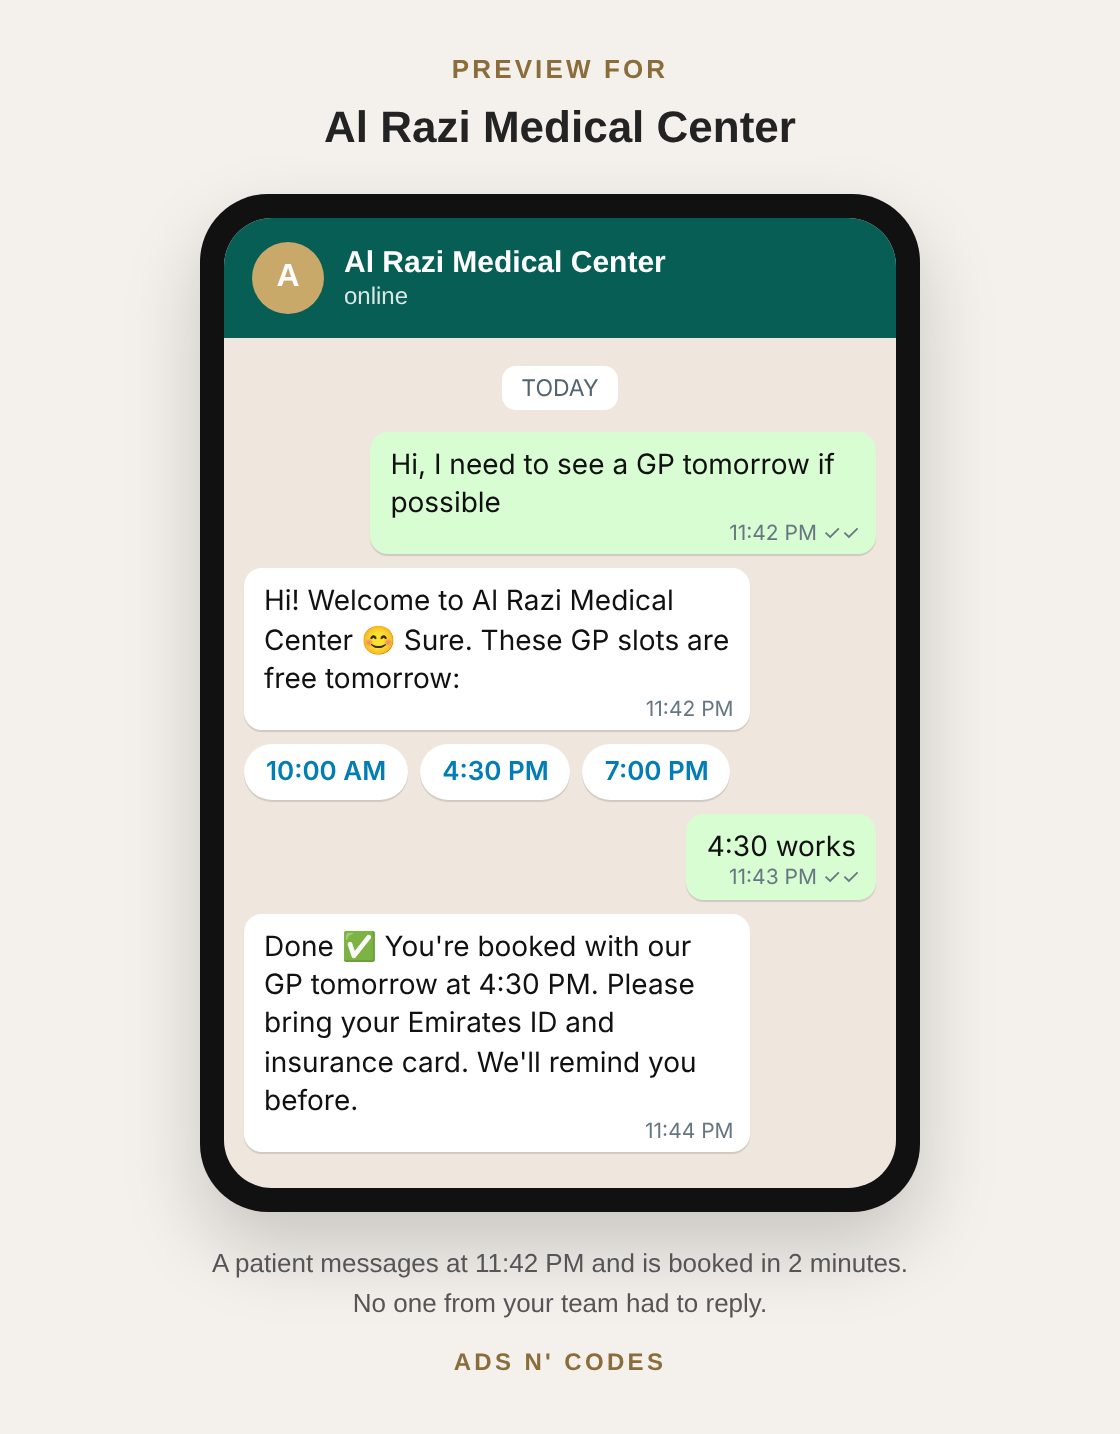 PREVIEW FOR
Al Razi Medical Center
A
Al Razi Medical Center
online
TODAY
Hi, I need to see a GP tomorrow if
possible
11:42 PM ✓✓
Hi! Welcome to Al Razi Medical
Center 😊 Sure. These GP slots are
free tomorrow:
11:42 PM
10:00 AM 4:30 PM 7:00 PM
4:30 works
11:43 PM ✓✓
Done ✅ You're booked with our
GP tomorrow at 4:30 PM. Please
bring your Emirates ID and
insurance card. We'll remind you
before.
11:44 PM
A patient messages at 11:42 PM and is booked in 2 minutes.
No one from your team had to reply.
ADS N' CODES